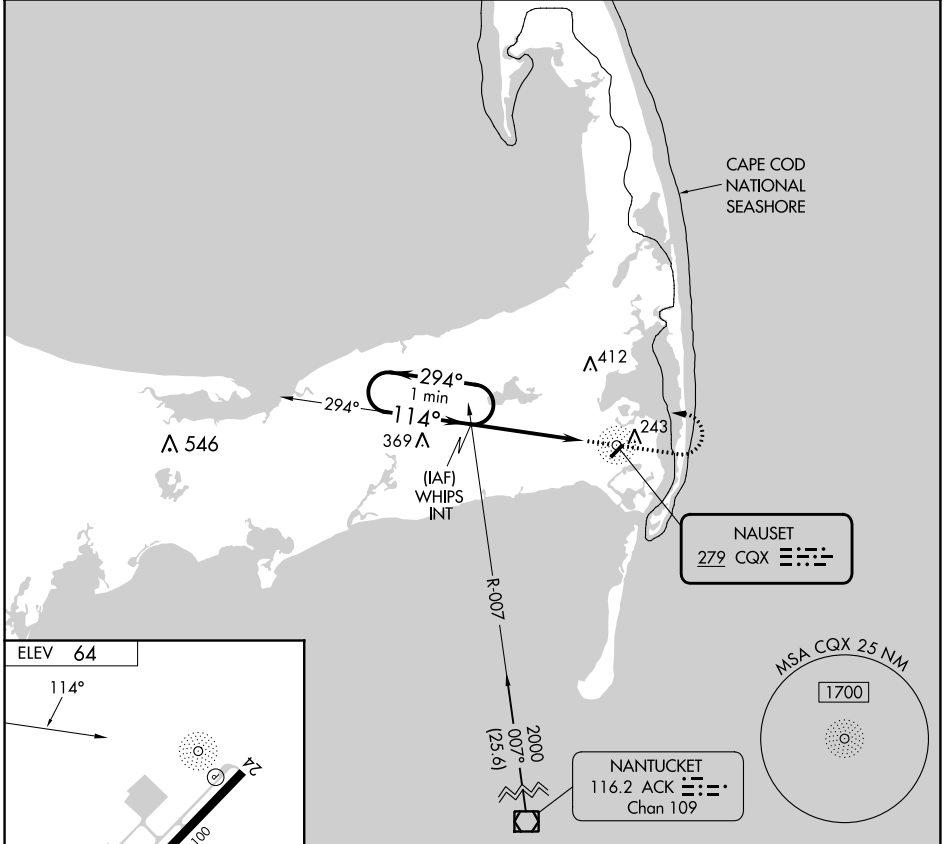 CAPE COD
NATIONAL
SEASHORE
412
294°
1 min
294°
114°
546
369
243
(IAF)
WHIPS
INT
NAUSET
279 CQX
R-007
ELEV 64
114°
MSA CQX 25 NM
1700
2000
007°
(25.6)
NANTUCKET
116.2 ACK
Chan 109
24
P
100